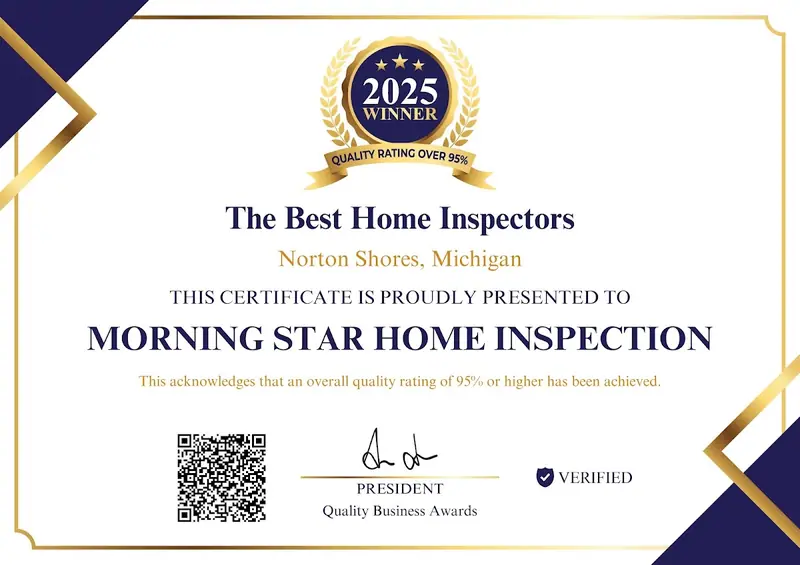 2025
WINNER
QUALITY RATING OVER 95%
The Best Home Inspectors
Norton Shores, Michigan
THIS CERTIFICATE IS PROUDLY PRESENTED TO
MORNING STAR HOME INSPECTION
This acknowledges that an overall quality rating of 95% or higher has been achieved.
PRESIDENT
Quality Business Awards
VERIFIED